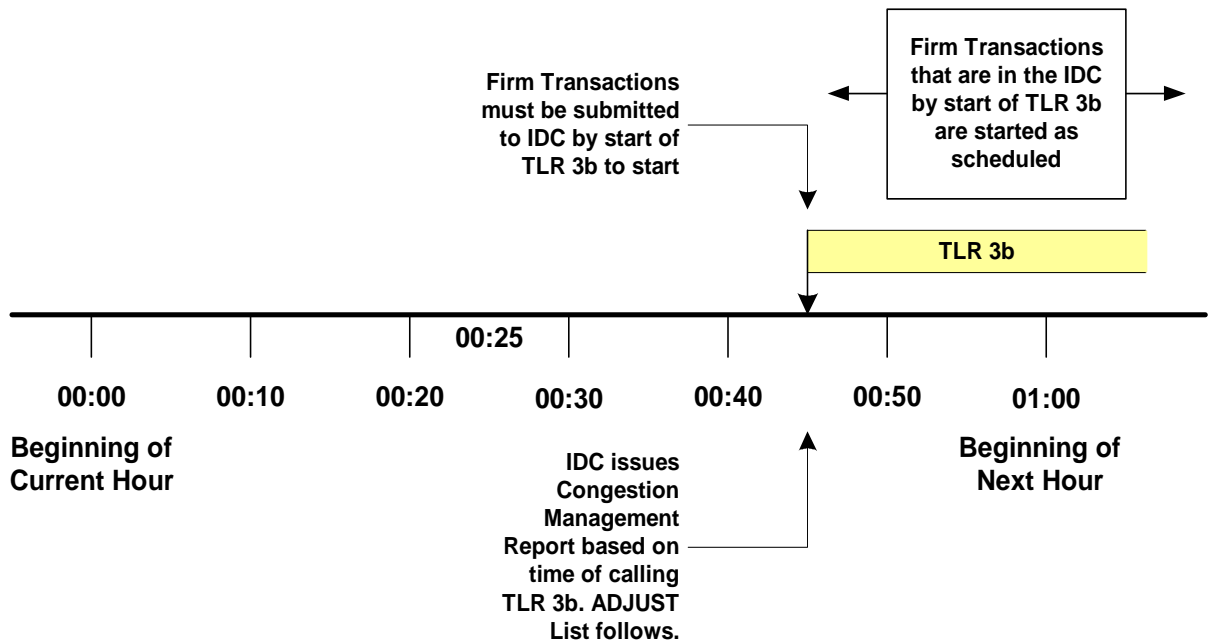 Firm Transactions
must be submitted
to IDC by start of
TLR 3b to start
Firm Transactions
that are in the IDC
by start of TLR 3b
are started as
scheduled
TLR 3b
00:25
00:00
00:10
00:20
00:30
00:40
00:50
01:00
Beginning of
Current Hour
IDC issues
Congestion
Management
Report based on
time of calling
TLR 3b. ADJUST
List follows.
Beginning of
Next Hour